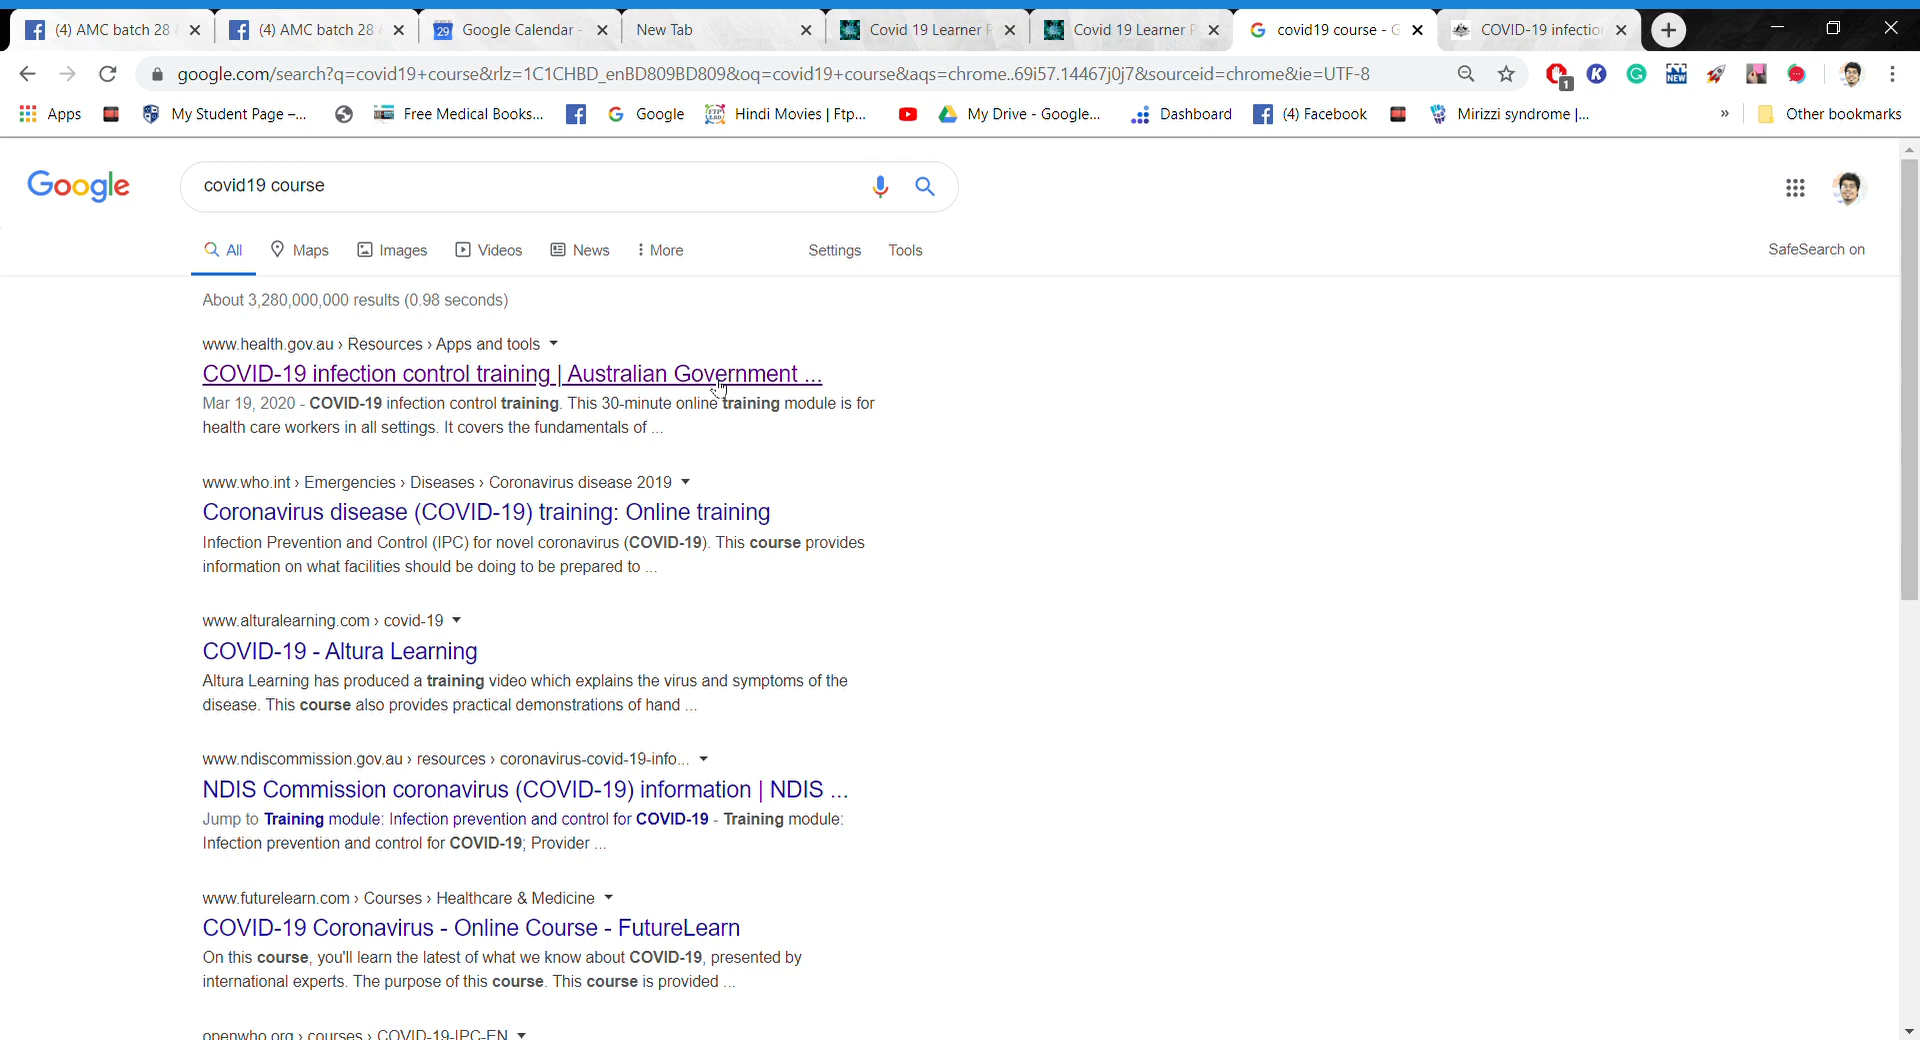 (4) AMC batch 28
(4) AMC batch 28
29 Google Calendar -
New Tab
Covid 19 Learner P
Covid 19 Learner P
covid19 course - G
COVID-19 infection
google.com/search?q=covid19+course&rlz=1C1CHBD_enBD809BD809&oq=covid19+course&aqs=chrome..69i57.14467j0j7&sourceid=chrome&ie=UTF-8
1
K
NEW
Apps
My Student Page –...
Free Medical Books...
Google
Hindi Movies | Ftp...
My Drive - Google...
Dashboard
(4) Facebook
Mirizzi syndrome |...
»
Other bookmarks
Google
covid19 course
All
Maps
Images
Videos
News
More
Settings
Tools
SafeSearch on
About 3,280,000,000 results (0.98 seconds)
www.health.gov.au › Resources › Apps and tools
COVID-19 infection control training | Australian Government ...
Mar 19, 2020 - COVID-19 infection control training. This 30-minute online training module is for
health care workers in all settings. It covers the fundamentals of ...
www.who.int › Emergencies › Diseases › Coronavirus disease 2019
Coronavirus disease (COVID-19) training: Online training
Infection Prevention and Control (IPC) for novel coronavirus (COVID-19). This course provides
information on what facilities should be doing to be prepared to ...
www.alturalearning.com › covid-19
COVID-19 - Altura Learning
Altura Learning has produced a training video which explains the virus and symptoms of the
disease. This course also provides practical demonstrations of hand ...
www.ndiscommission.gov.au › resources › coronavirus-covid-19-info...
NDIS Commission coronavirus (COVID-19) information | NDIS ...
Jump to Training module: Infection prevention and control for COVID-19 - Training module:
Infection prevention and control for COVID-19; Provider ...
www.futurelearn.com › Courses › Healthcare & Medicine
COVID-19 Coronavirus - Online Course - FutureLearn
On this course, you'll learn the latest of what we know about COVID-19, presented by
international experts. The purpose of this course. This course is provided ...
openwho.org › courses › COVID-19-IPC-EN